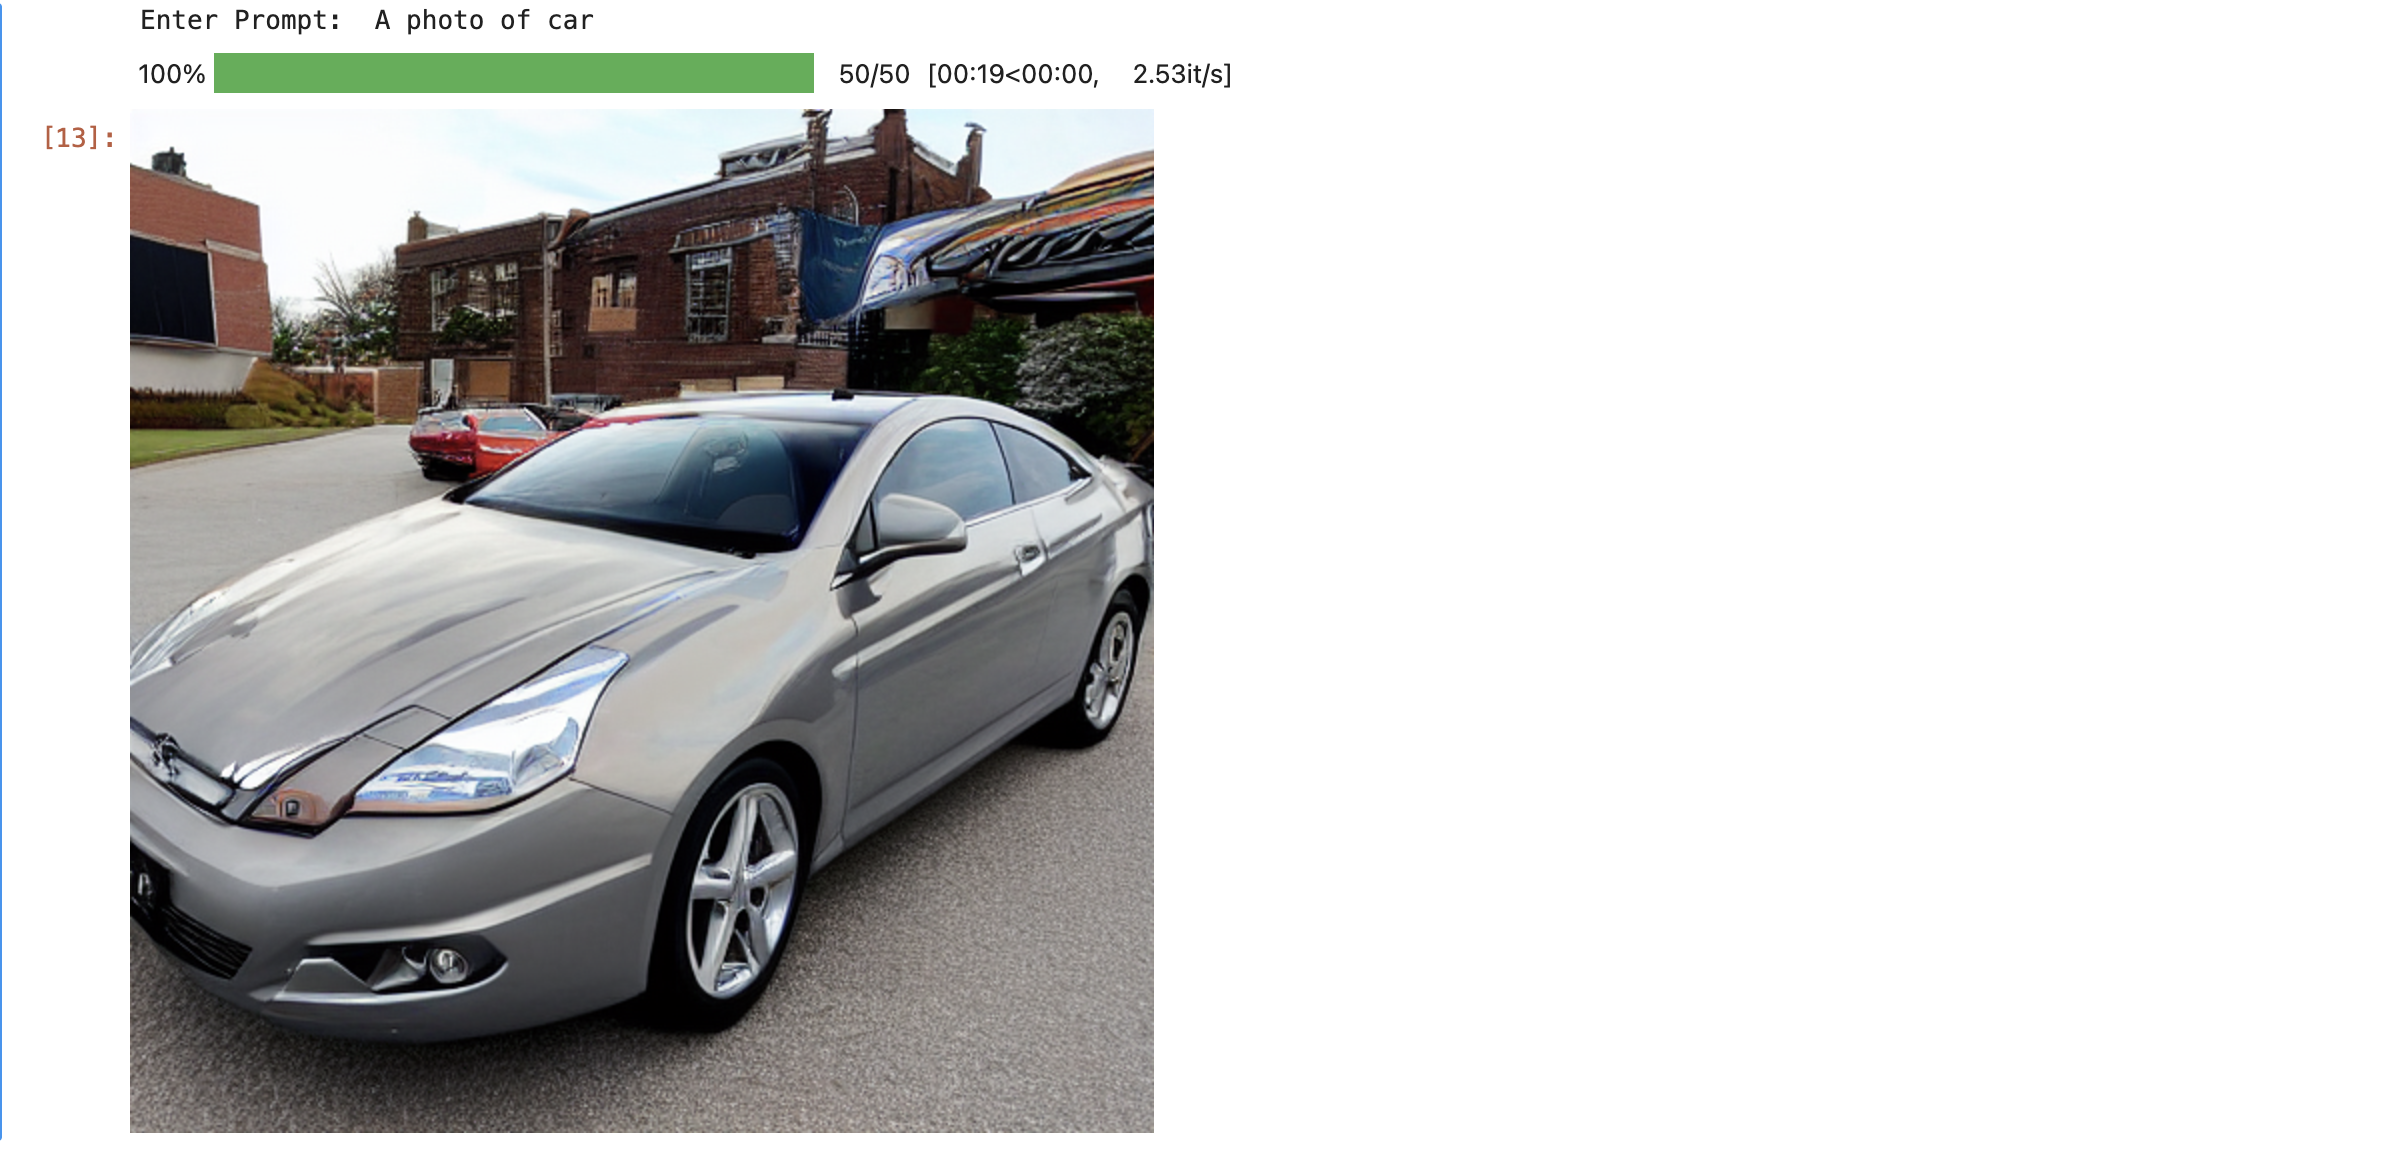 Enter Prompt:  A photo of car
100% 50/50 [00:19<00:00, 2.53it/s]
[13]: